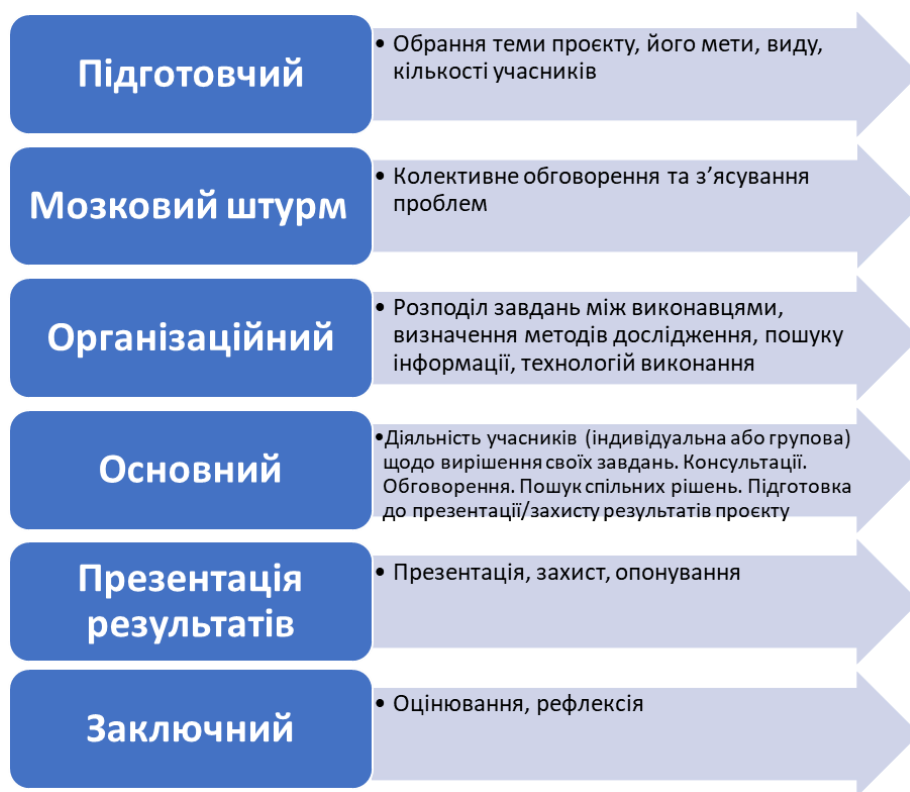 Підготовчий
• Обрання теми проєкту, його мети, виду,
кількості учасників
Мозковий штурм
• Колективне обговорення та з’ясування
проблем
Організаційний
• Розподіл завдань між виконавцями,
визначення методів дослідження, пошуку
інформації, технологій виконання
Основний
•Діяльність учасників (індивідуальна або групова)
щодо вирішення своїх завдань. Консультації.
Обговорення. Пошук спільних рішень. Підготовка
до презентації/захисту результатів проєкту
Презентація
результатів
• Презентація, захист, опонування
Заключний
• Оцінювання, рефлексія